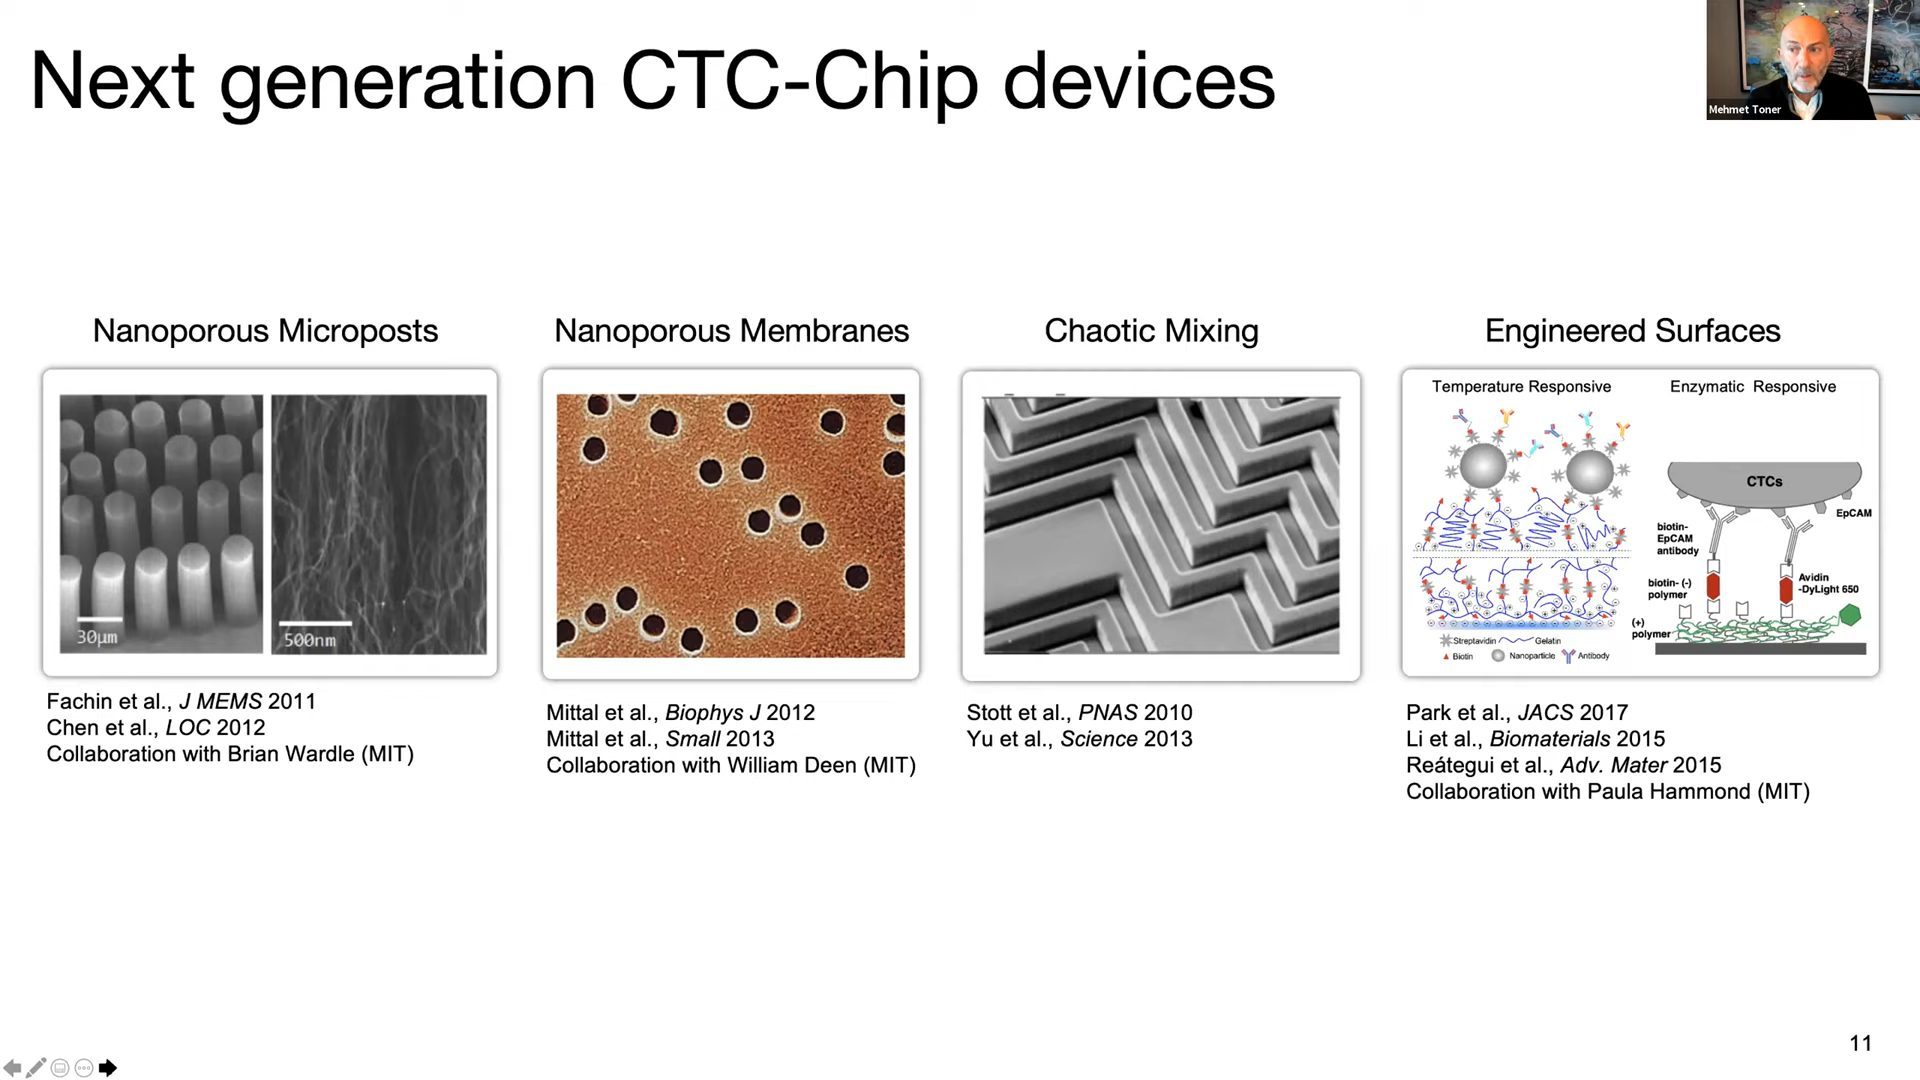 Next generation CTC-Chip devices
Mehmet Toner
Nanoporous Microposts
30µm
500nm
Fachin et al., J MEMS 2011
Chen et al., LOC 2012
Collaboration with Brian Wardle (MIT)
Nanoporous Membranes
Mittal et al., Biophys J 2012
Mittal et al., Small 2013
Collaboration with William Deen (MIT)
Chaotic Mixing
Stott et al., PNAS 2010
Yu et al., Science 2013
Engineered Surfaces
Temperature Responsive
Streptavidin
Gelatin
Biotin
Nanoparticle
Antibody
Enzymatic Responsive
CTCs
EpCAM
biotin-
EpCAM
antibody
biotin- (-)
polymer
Avidin
-DyLight 650
(+)
polymer
Park et al., JACS 2017
Li et al., Biomaterials 2015
Reátegui et al., Adv. Mater 2015
Collaboration with Paula Hammond (MIT)
11